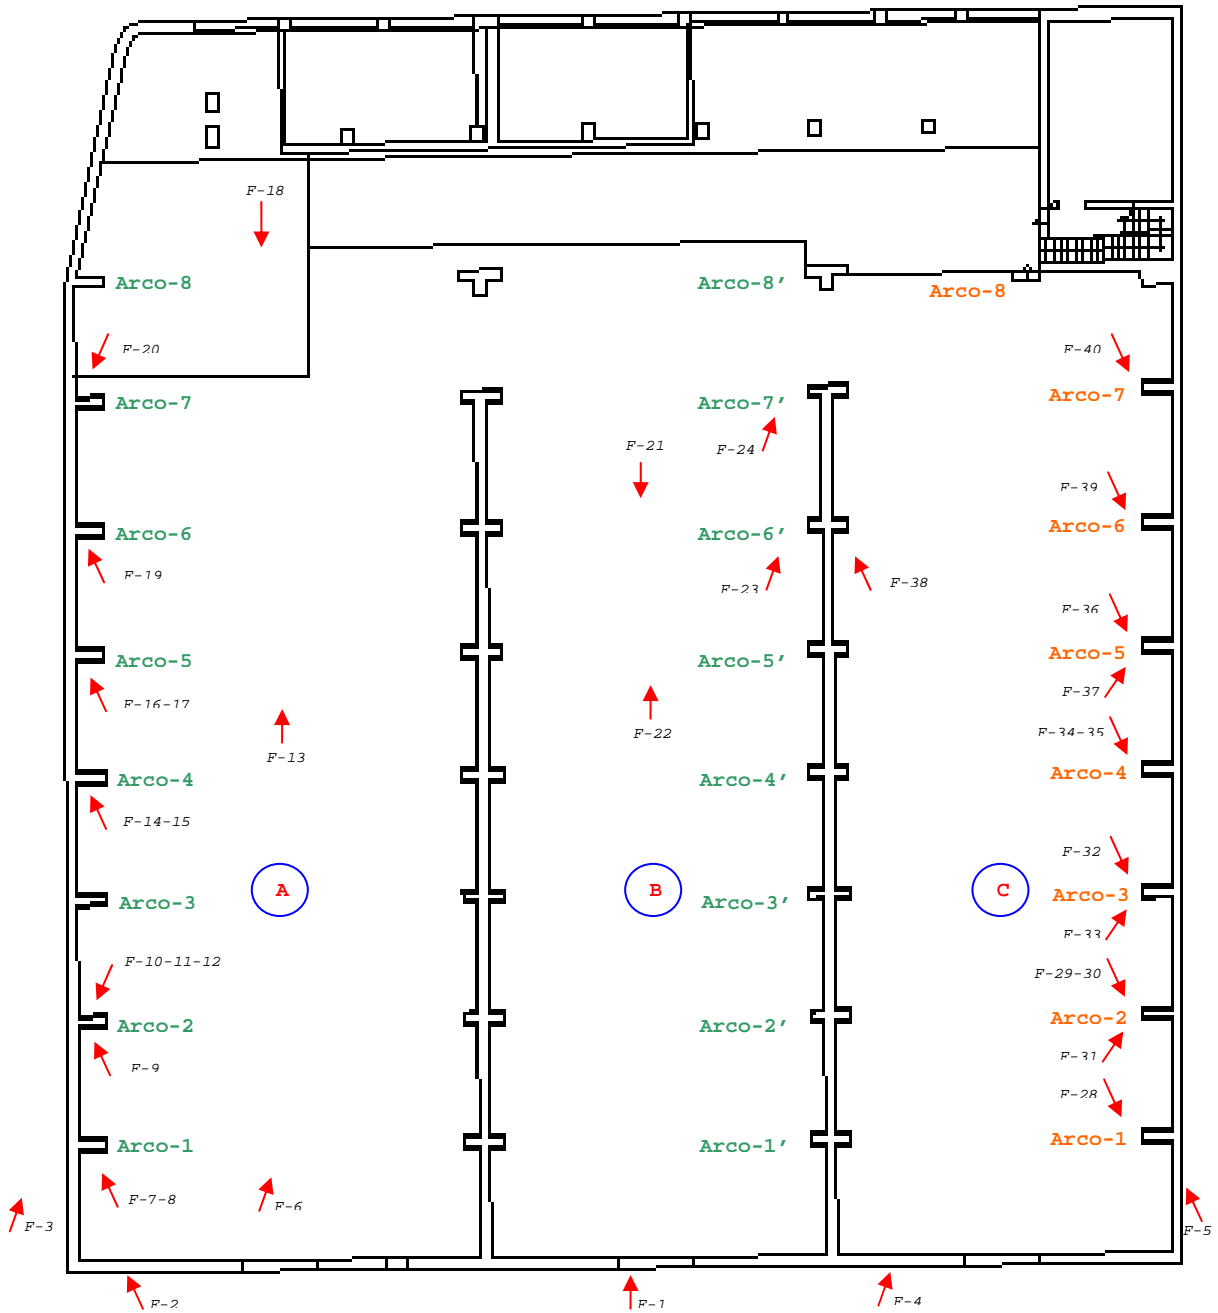 F-18
Arco-8
Arco-8’
Arco-8
F-20
F-40
Arco-7
Arco-7’
Arco-7
F-21
F-24
F-39
Arco-6
Arco-6’
Arco-6
F-19
F-23
F-38
F-36
Arco-5
Arco-5’
Arco-5
F-16-17
F-37
F-13
F-22
F-34-35
Arco-4
Arco-4’
Arco-4
F-14-15
F-32
A
B
C
Arco-3
Arco-3’
Arco-3
F-33
F-10-11-12
F-29-30
Arco-2
Arco-2’
Arco-2
F-9
F-31
F-28
Arco-1
Arco-1’
Arco-1
F-7-8
F-6
F-3
F-5
F-2
F-1
F-4